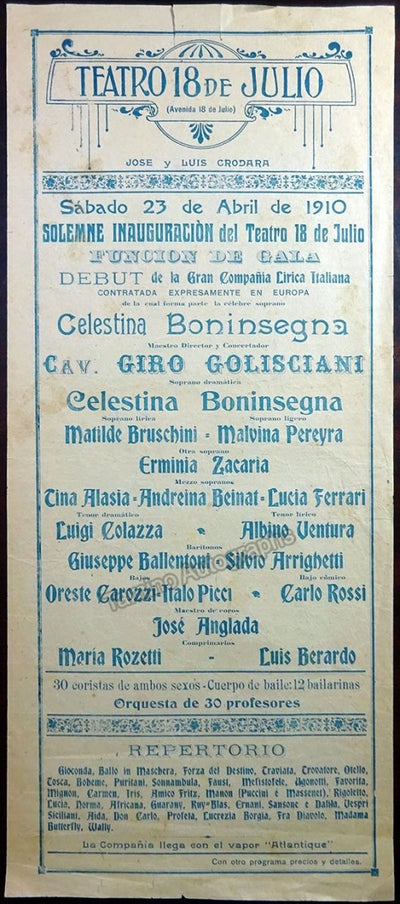 TEATRO 18 DE JULIO
(Avenida 18 de Julio)
JOSE y LUIS CRODARA
Sábado 23 de Abril de 1910
SOLEMNE INAUGURACIÒN del Teatro 18 de Julio
FUNCION DE GALA
DEBUT de la Gran Compañia Lirica Italiana
CONTRATADA EXPRESAMENTE EN EUROPA
de la cual forma parte la célebre soprano
Celestina Boninsegna
Maestro Director y Concertador
CAV. GIRO GOLISCIANI
Soprano dramática
Celestina Boninsegna
Soprano lírica Soprano ligero
Matilde Bruschini - Malvina Pereyra
Otra soprano
Erminia Zacaria
Mezzo sopranos
Tina Alasia - Andreina Beinat - Lucia Ferrari
Tenor dramático Tenor lírico
Luigi Colazza - Albino Ventura
Barítonos
Giuseppe Ballentoni Silvio Arrighetti
Bajos Bajo cómico
Oreste Carozzi - Italo Picci - Carlo Rossi
Tamino Autographs
Maestro de coros
José Anglada
Comprimarios
Maria Rozetti - Luis Berardo
30 coristas de ambos sexos - Cuerpo de baile: 12 bailarinas
Orquesta de 30 profesores
REPERTORIO
Gioconda, Ballo in Maschera, Forza del Destino, Traviata, Trovatore, Otello,
Tosca, Boheme, Puritani, Sonnambula, Faust, Mefistofele, Ugonotti, Favorita,
Mignon, Carmen, Iris, Amico Fritz, Manon (Puccini e Massenet), Rigoletto,
Lucia, Norma, Africana, Guarany, Ruy=Blas, Ernani, Sansone e Dalila, Vespri
Siciliani, Aida, Don Carlo, Profeta, Lucrezia Borgia, Fra Diavolo, Madama
Butterfly, Wally.
La Compañia llega con el vapor "Atlantique"
Con otro programa precios y detalles.